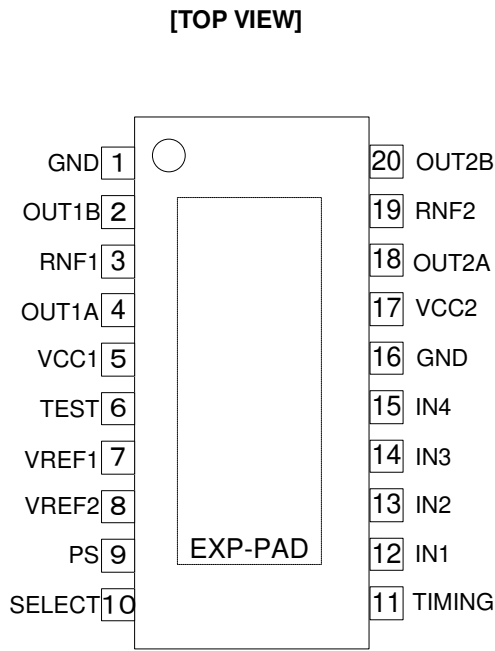 [TOP VIEW]
GND 1 20 OUT2B
OUT1B 2 19 RNF2
RNF1 3 18 OUT2A
OUT1A 4 17 VCC2
VCC1 5 16 GND
TEST 6 15 IN4
VREF1 7 14 IN3
VREF2 8 13 IN2
PS 9 EXP-PAD 12 IN1
SELECT 10 11 TIMING